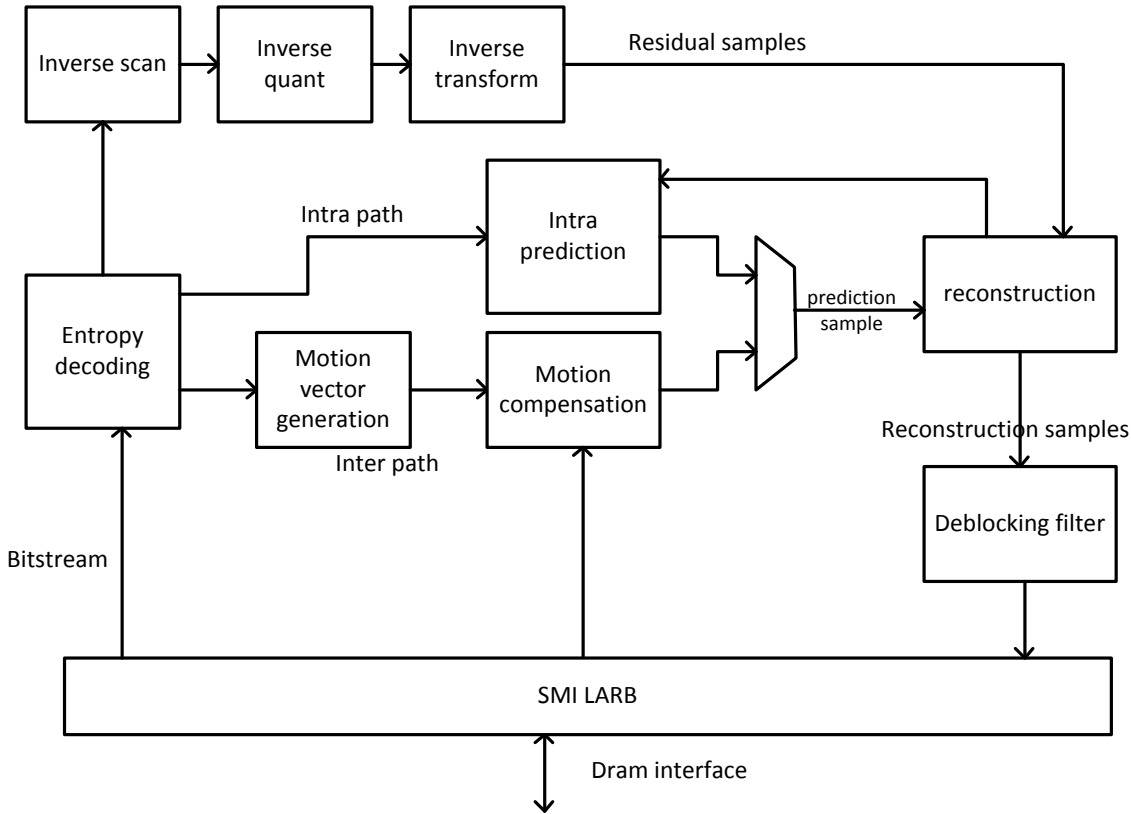 Inverse scan
Inverse
quant
Inverse
transform
Residual samples
Intra path
Intra
prediction
Entropy
decoding
Motion
vector
generation
Inter path
Motion
compensation
prediction
sample
reconstruction
Reconstruction samples
Deblocking filter
Bitstream
SMI LARB
Dram interface